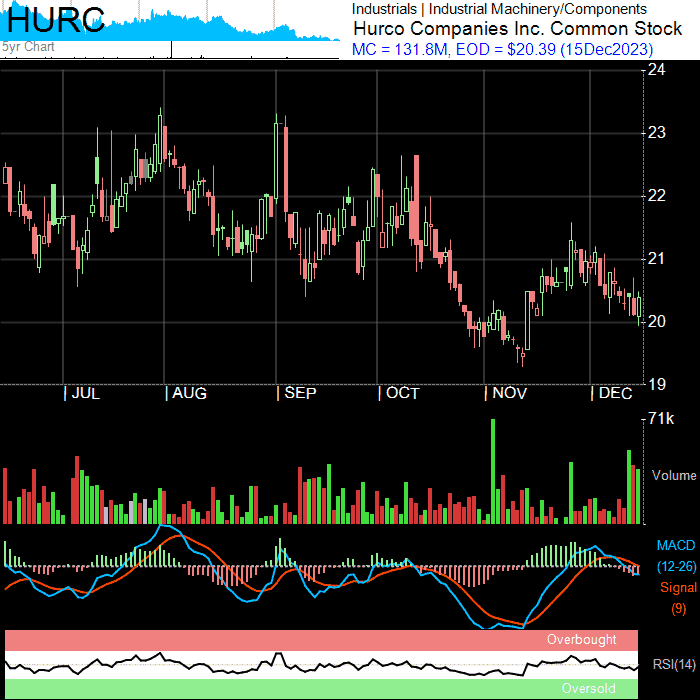 HURC
5yr Chart
Industrials | Industrial Machinery/Components
Hurco Companies Inc. Common Stock
MC = 131.8M, EOD = $20.39 (15Dec2023)
24
23
22
21
20
19
JUL AUG SEP OCT NOV DEC
71k
Volume
MACD
(12-26)
Signal
(9)
Overbought
RSI(14)
Oversold